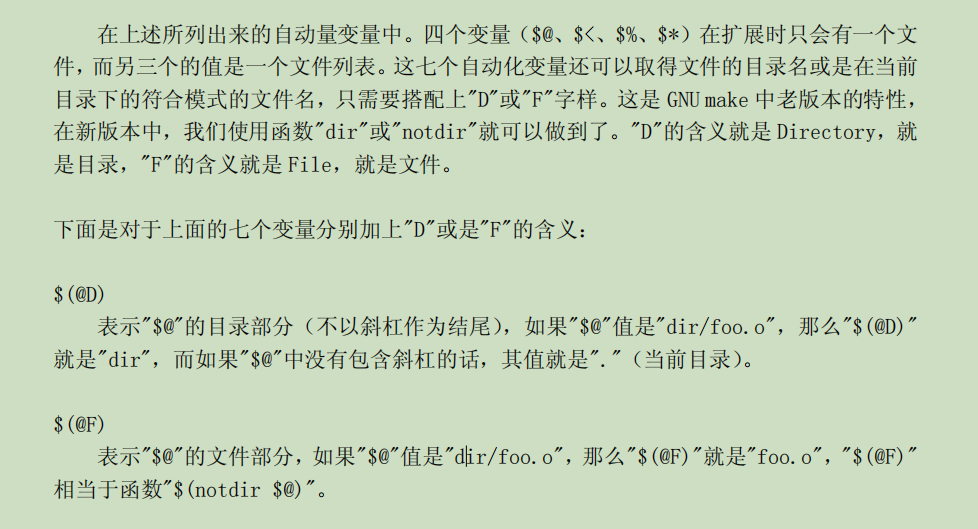 在上述所列出来的自动量变量中。四个变量（$@、$<、$%、$*）在扩展时只会有一个文
件，而另三个的值是一个文件列表。这七个自动化变量还可以取得文件的目录名或是在当前
目录下的符合模式的文件名，只需要搭配上"D"或"F"字样。这是 GNU make 中老版本的特性，
在新版本中，我们使用函数"dir"或"notdir"就可以做到了。"D"的含义就是 Directory，就
是目录，"F"的含义就是 File，就是文件。
下面是对于上面的七个变量分别加上"D"或是"F"的含义：
$(@D)
表示"$@"的目录部分（不以斜杠作为结尾），如果"$@"值是"dir/foo.o"，那么"$(@D)"
就是"dir"，而如果"$@"中没有包含斜杠的话，其值就是"."（当前目录）。
$(@F)
表示"$@"的文件部分，如果"$@"值是"dir/foo.o"，那么"$(@F)"就是"foo.o"，"$(@F)"
相当于函数"$(notdir $@)"。